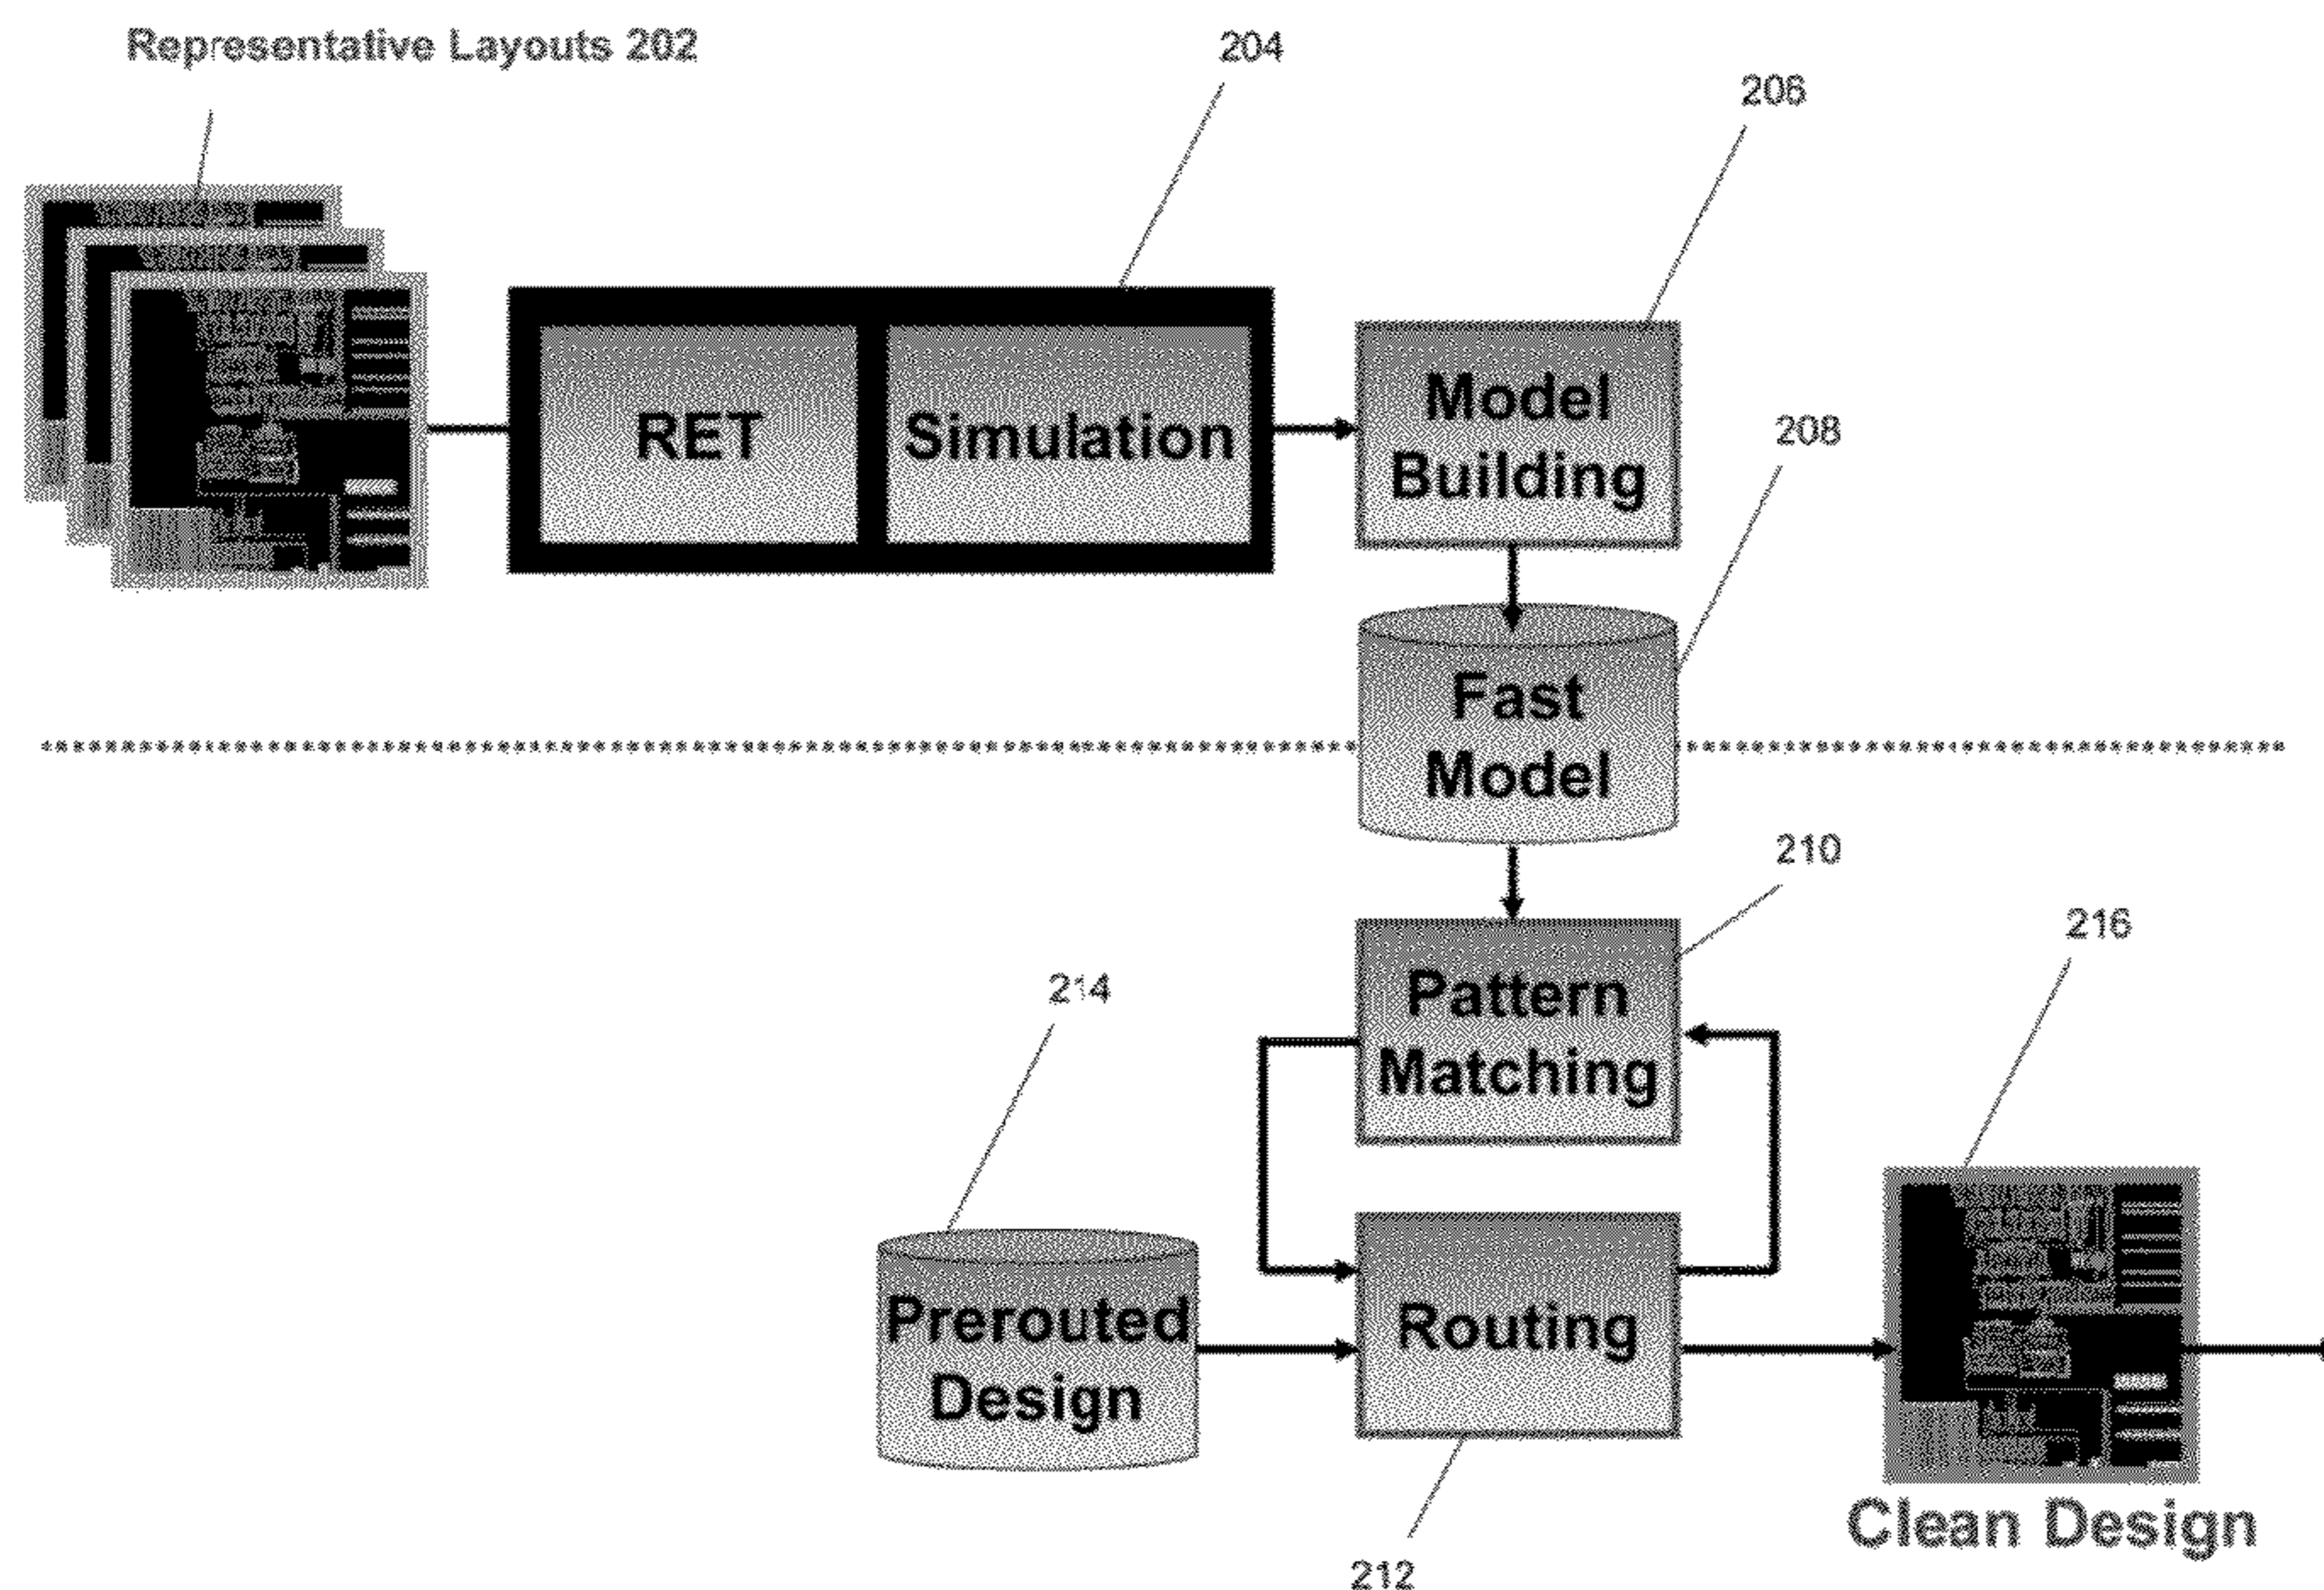 Representative Layouts 202
204
206
RET
Simulation
Model
Building
208
Fast
Model
210
Pattern
Matching
214
216
Prerouted
Design
Routing
Clean Design
212